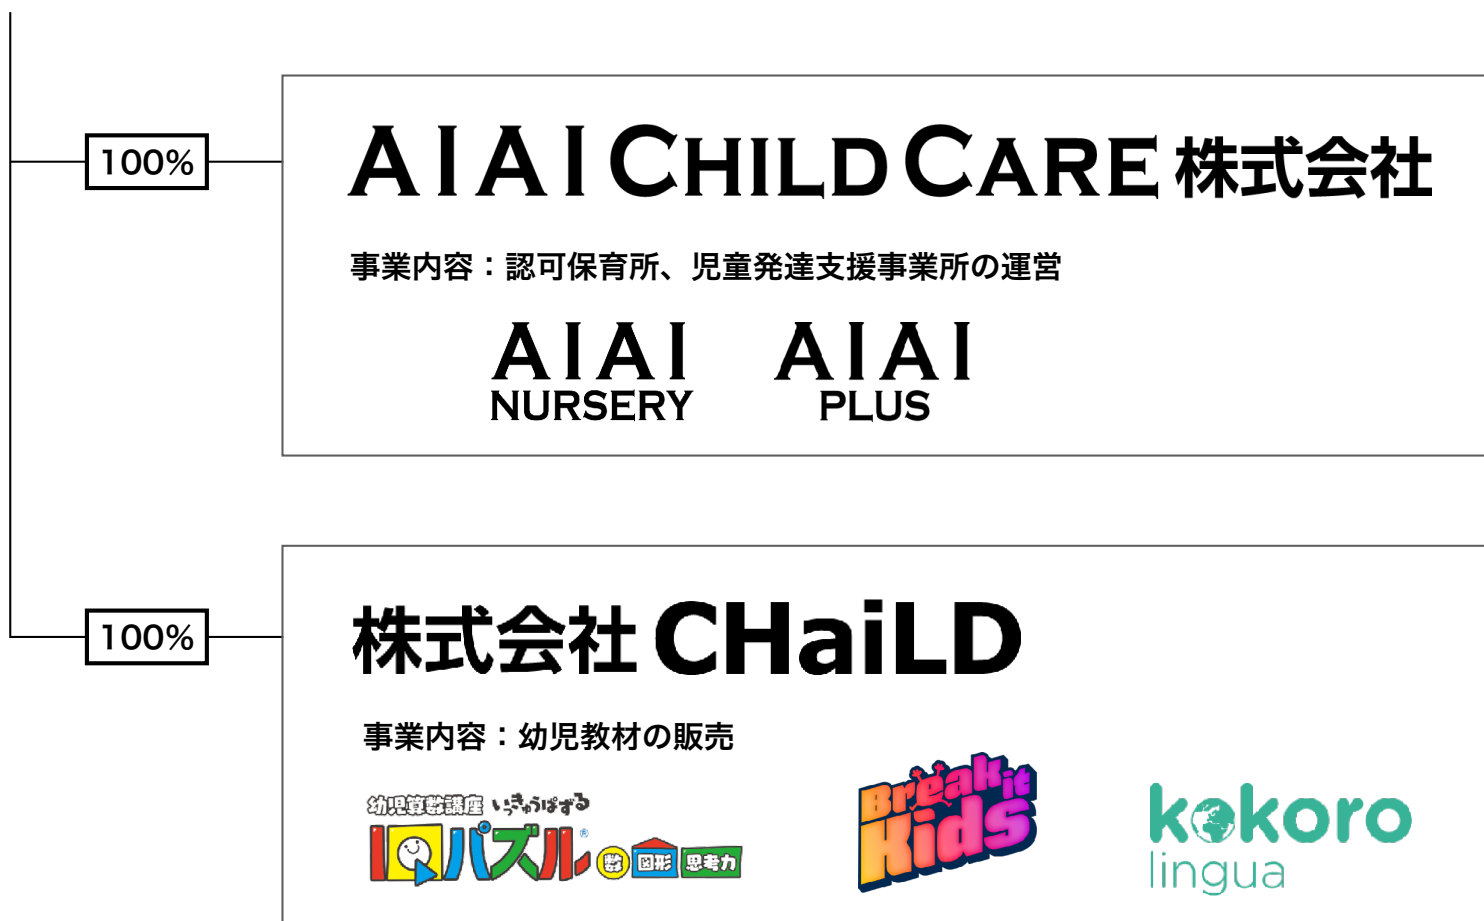 100%
AIAI CHILD CARE 株式会社
事業内容：認可保育所、児童発達支援事業所の運営
AIAI NURSERY
AIAI PLUS
100%
株式会社 CHaiLD
事業内容：幼児教材の販売
幼児算数講座 いっきゅうぱずる
IQパズル® 数 図形 思考力
Break it Kids
kokoro lingua